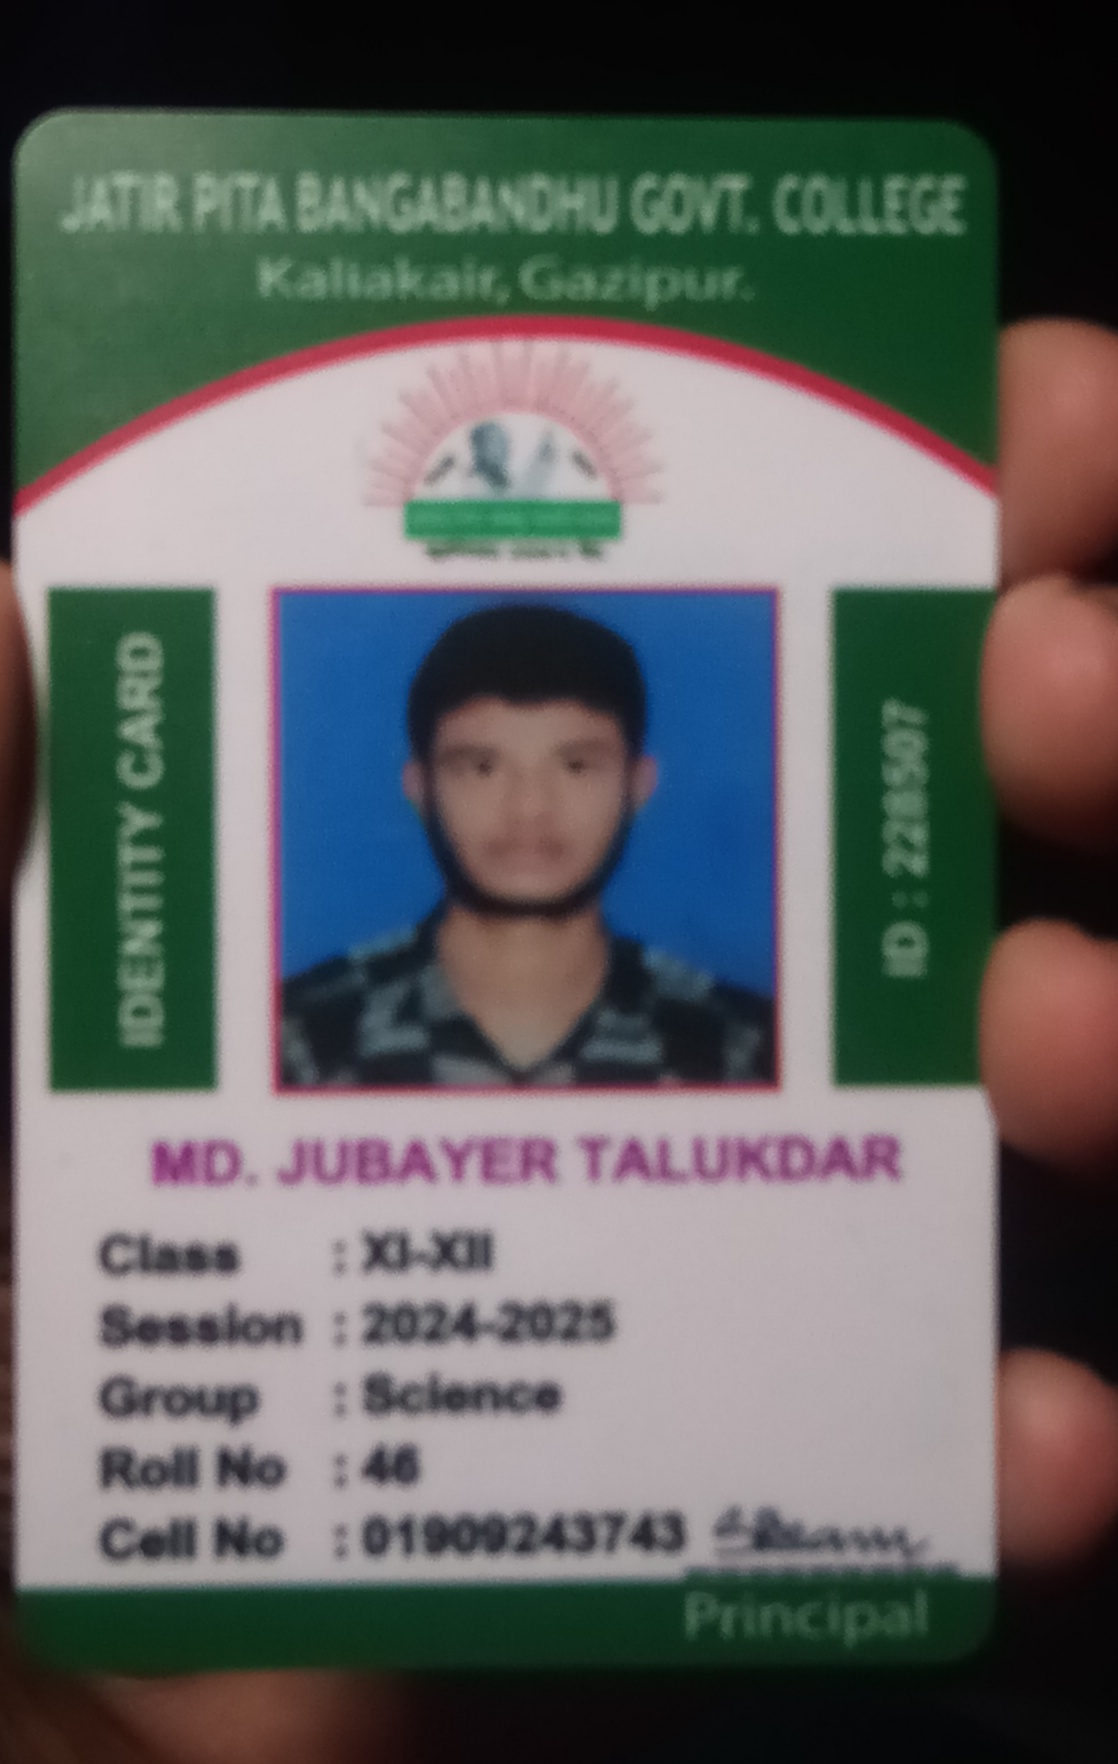 JATIR PITA BANGABANDHU GOVT. COLLEGE
Kaliakair, Gazipur.
IDENTITY CARD
ID : 228507
MD. JUBAYER TALUKDAR
Class : XI-XII
Session : 2024-2025
Group : Science
Roll No : 46
Cell No : 01909243743
Principal